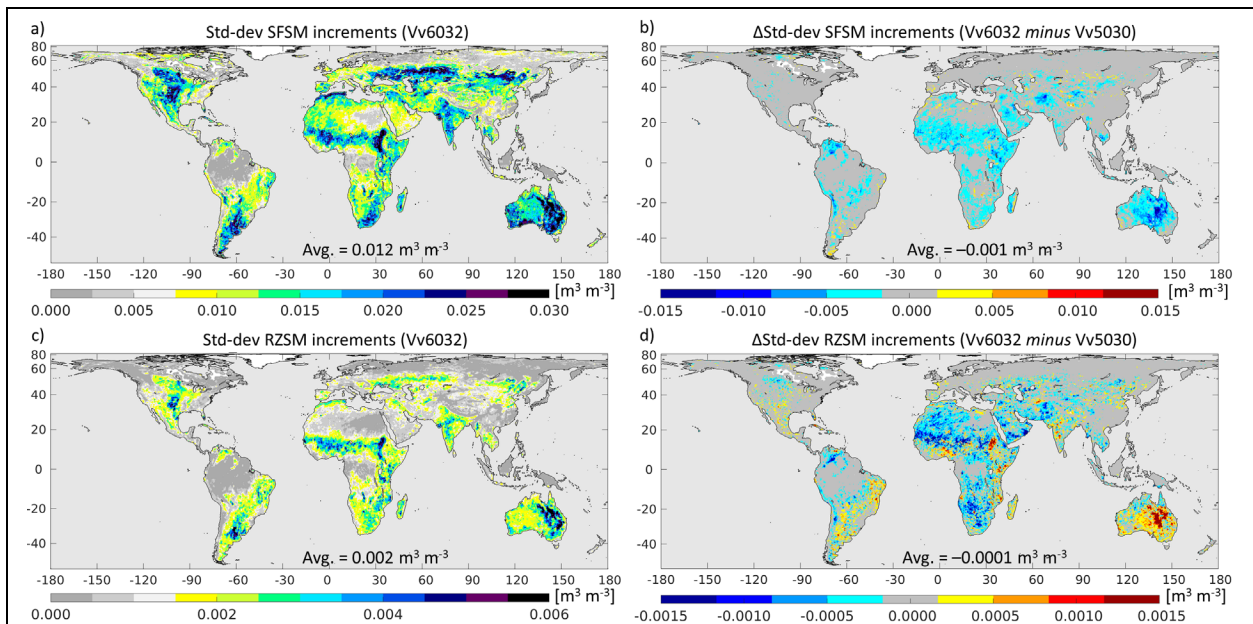 a) Std-dev SFSM increments (Vv6032)
80
60
40
20
0
-20
-40
Avg. = 0.012 m³ m⁻³
-180 -150 -120 -90 -60 -30 0 30 60 90 120 150 180
[m³ m⁻³]
0.000 0.005 0.010 0.015 0.020 0.025 0.030
b) ΔStd-dev SFSM increments (Vv6032 minus Vv5030)
80
60
40
20
0
-20
-40
Avg. = −0.001 m³ m⁻³
-180 -150 -120 -90 -60 -30 0 30 60 90 120 150 180
[m³ m⁻³]
-0.015 -0.010 -0.005 0.000 0.005 0.010 0.015
c) Std-dev RZSM increments (Vv6032)
80
60
40
20
0
-20
-40
Avg. = 0.002 m³ m⁻³
-180 -150 -120 -90 -60 -30 0 30 60 90 120 150 180
[m³ m⁻³]
0.000 0.002 0.004 0.006
d) ΔStd-dev RZSM increments (Vv6032 minus Vv5030)
80
60
40
20
0
-20
-40
Avg. = −0.0001 m³ m⁻³
-180 -150 -120 -90 -60 -30 0 30 60 90 120 150 180
[m³ m⁻³]
-0.0015 -0.0010 -0.0005 0.0000 0.0005 0.0010 0.0015